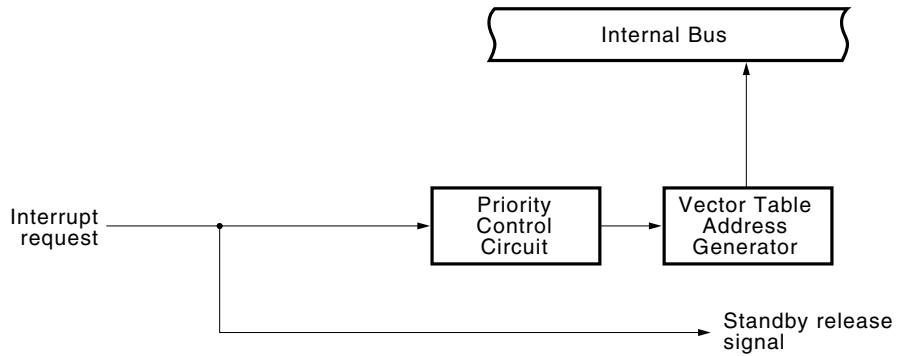 Internal Bus
Interrupt
request
Priority
Control
Circuit
Vector Table
Address
Generator
Standby release
signal